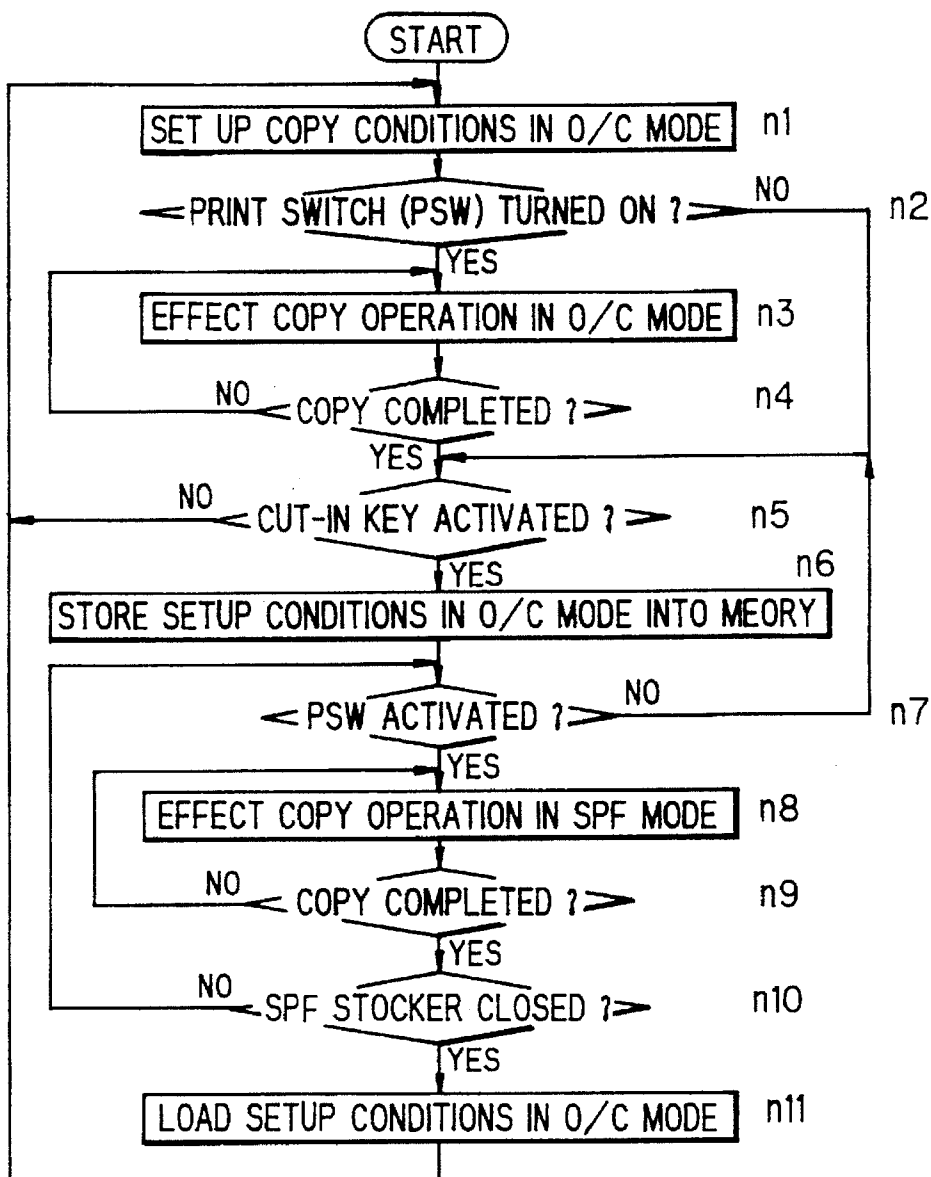 START
SET UP COPY CONDITIONS IN O/C MODE n1
PRINT SWITCH (PSW) TURNED ON ? NO n2
YES
EFFECT COPY OPERATION IN O/C MODE n3
NO COPY COMPLETED ? n4
YES
NO CUT-IN KEY ACTIVATED ? n5
YES n6
STORE SETUP CONDITIONS IN O/C MODE INTO MEORY
PSW ACTIVATED ? NO n7
YES
EFFECT COPY OPERATION IN SPF MODE n8
NO COPY COMPLETED ? n9
YES
NO SPF STOCKER CLOSED ? n10
YES
LOAD SETUP CONDITIONS IN O/C MODE n11